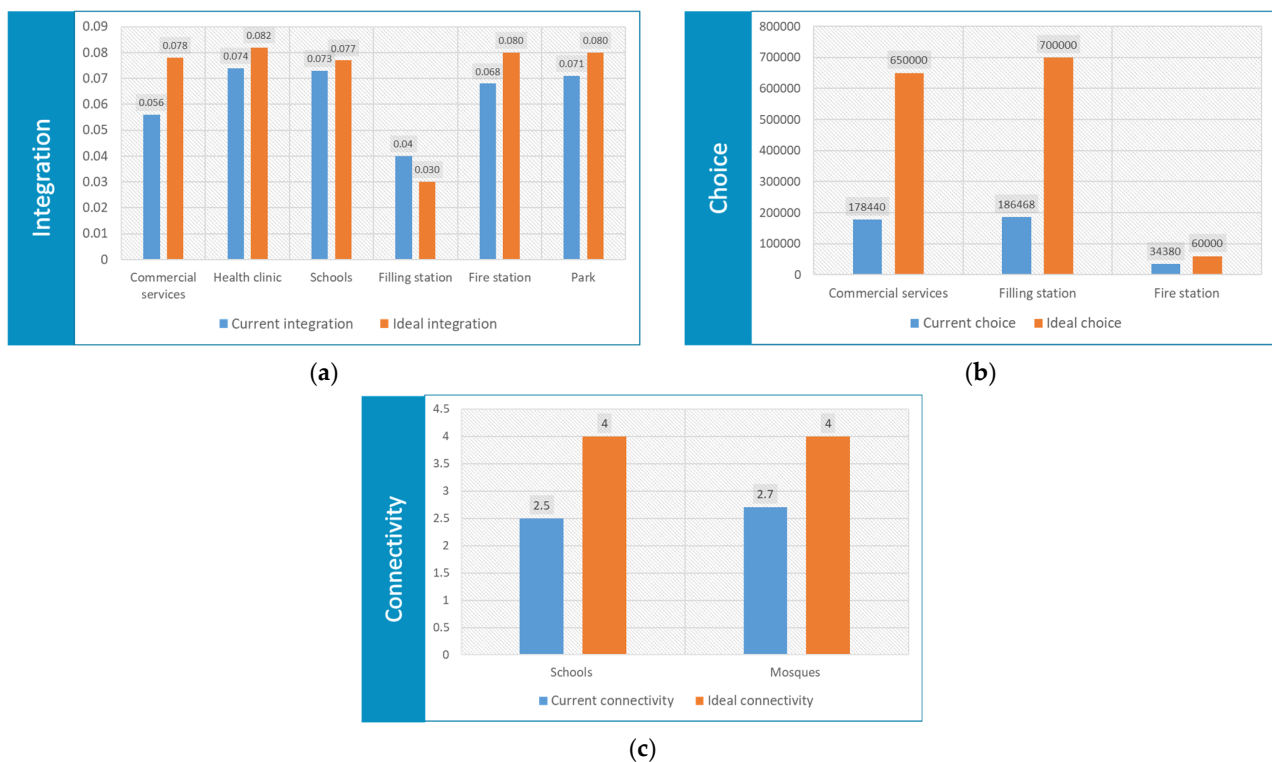 Integration
0.09
0.08
0.07
0.06
0.05
0.04
0.03
0.02
0.01
0
0.056
0.078
0.074
0.082
0.073
0.077
0.04
0.030
0.068
0.080
0.071
0.080
Commercial services
Health clinic
Schools
Filling station
Fire station
Park
Current integration
Ideal integration
(a)
Choice
800000
700000
600000
500000
400000
300000
200000
100000
0
178440
650000
186468
700000
34380
60000
Commercial services
Filling station
Fire station
Current choice
Ideal choice
(b)
Connectivity
4.5
4
3.5
3
2.5
2
1.5
1
0.5
0
2.5
4
2.7
4
Schools
Mosques
Current connectivity
Ideal connectivity
(c)